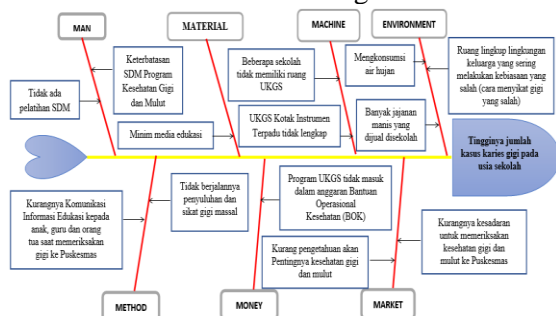 MAN
MATERIAL
MACHINE
ENVIRONMENT
Keterbatasan
SDM Program
Kesehatan Gigi
dan Mulut
Tidak ada
pelatihan SDM
Minim media edukasi
Beberapa sekolah
tidak memiliki ruang
UKGS
UKGS Kotak Instrumen
Terpadu tidak lengkap
Mengkonsumsi
air hujan
Banyak jajanan
manis yang
dijual disekolah
Ruang lingkup lingkungan
keluarga yang sering
melakukan kebiasaan yang
salah (cara menyikat gigi
yang salah)
Tingginya jumlah
kasus karies gigi pada
usia sekolah
Kurangnya Komunikasi
Informasi Edukasi kepada
anak, guru dan orang
tua saat memeriksakan
gigi ke Puskesmas
Tidak berjalannya
penyuluhan dan
sikat gigi massal
Program UKGS tidak masuk
dalam anggaran Bantuan
Operasional
Kesehatan (BOK)
Kurang pengetahuan akan
Pentingnya kesehatan gigi
dan mulut
Kurangnya kesadaran
untuk memeriksakan
kesehatan gigi dan
mulut ke Puskesmas
METHOD
MONEY
MARKET